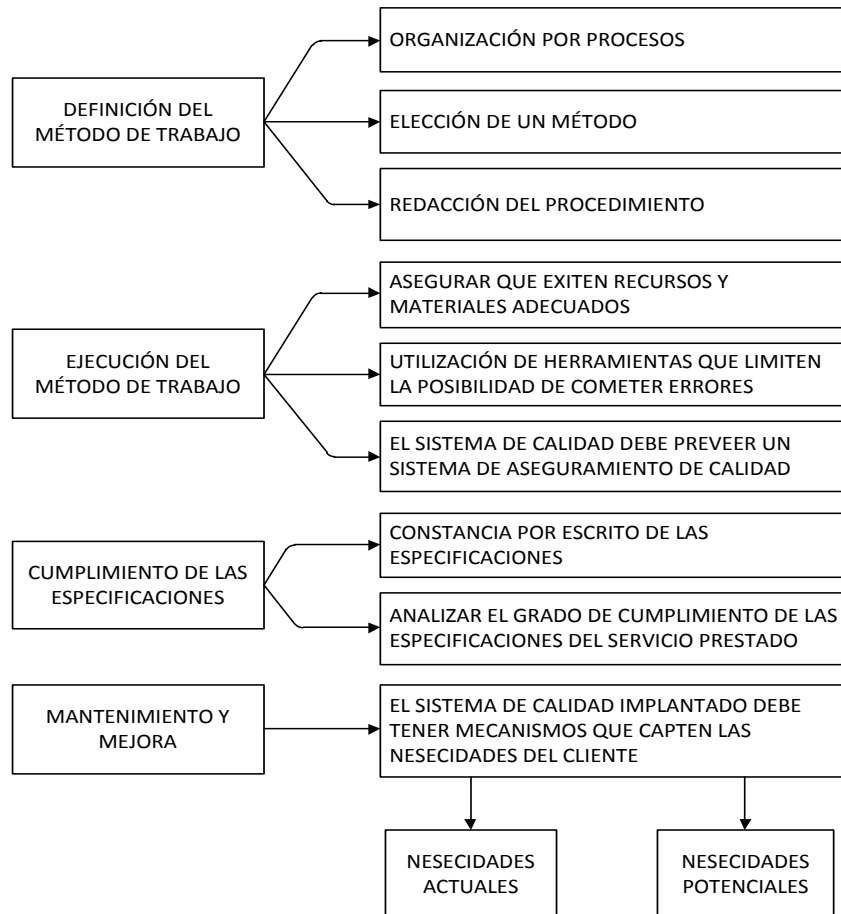 DEFINICIÓN DEL
MÉTODO DE TRABAJO
ORGANIZACIÓN POR PROCESOS
ELECCIÓN DE UN MÉTODO
REDACCIÓN DEL PROCEDIMIENTO
EJECUCIÓN DEL
MÉTODO DE TRABAJO
ASEGURAR QUE EXITEN RECURSOS Y
MATERIALES ADECUADOS
UTILIZACIÓN DE HERRAMIENTAS QUE LIMITEN
LA POSIBILIDAD DE COMETER ERRORES
EL SISTEMA DE CALIDAD DEBE PREVEER UN
SISTEMA DE ASEGURAMIENTO DE CALIDAD
CUMPLIMIENTO DE LAS
ESPECIFICACIONES
CONSTANCIA POR ESCRITO DE LAS
ESPECIFICACIONES
ANALIZAR EL GRADO DE CUMPLIMIENTO DE LAS
ESPECIFICACIONES DEL SERVICIO PRESTADO
MANTENIMIENTO Y
MEJORA
EL SISTEMA DE CALIDAD IMPLANTADO DEBE
TENER MECANISMOS QUE CAPTEN LAS
NESECIDADES DEL CLIENTE
NESECIDADES
ACTUALES
NESECIDADES
POTENCIALES